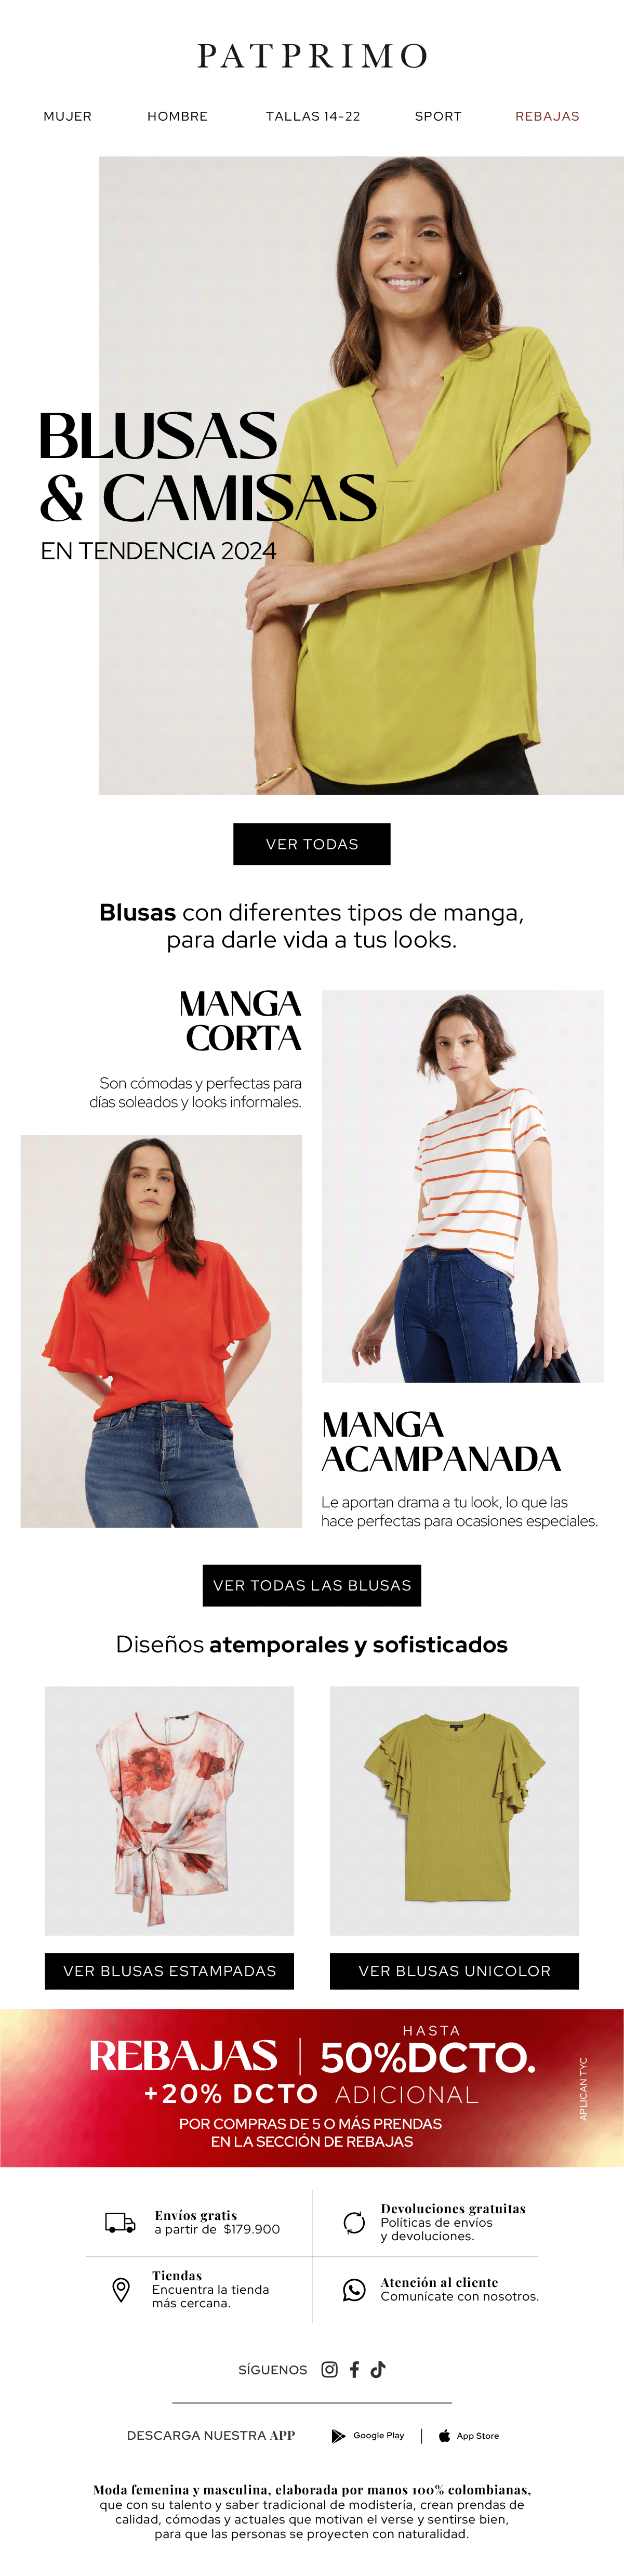 PATPRIMO
MUJER HOMBRE TALLAS 14-22 SPORT REBAJAS
BLUSAS
& CAMISAS
EN TENDENCIA 2024
VER TODAS
Blusas con diferentes tipos de manga,
para darle vida a tus looks.
MANGA
CORTA
Son cómodas y perfectas para
días soleados y looks informales.
MANGA
ACAMPANADA
Le aportan drama a tu look, lo que las
hace perfectas para ocasiones especiales.
VER TODAS LAS BLUSAS
Diseños atemporales y sofisticados
VER BLUSAS ESTAMPADAS
VER BLUSAS UNICOLOR
REBAJAS
HASTA
50%DCTO.
+20% DCTO ADICIONAL
POR COMPRAS DE 5 O MÁS PRENDAS
EN LA SECCIÓN DE REBAJAS
APLICAN TYC
Envíos gratis
a partir de $179.900
Devoluciones gratuitas
Políticas de envíos
y devoluciones.
Tiendas
Encuentra la tienda
más cercana.
Atención al cliente
Comunícate con nosotros.
SÍGUENOS
DESCARGA NUESTRA APP Google Play App Store
Moda femenina y masculina, elaborada por manos 100% colombianas,
que con su talento y saber tradicional de modistería, crean prendas de
calidad, cómodas y actuales que motivan el verse y sentirse bien,
para que las personas se proyecten con naturalidad.